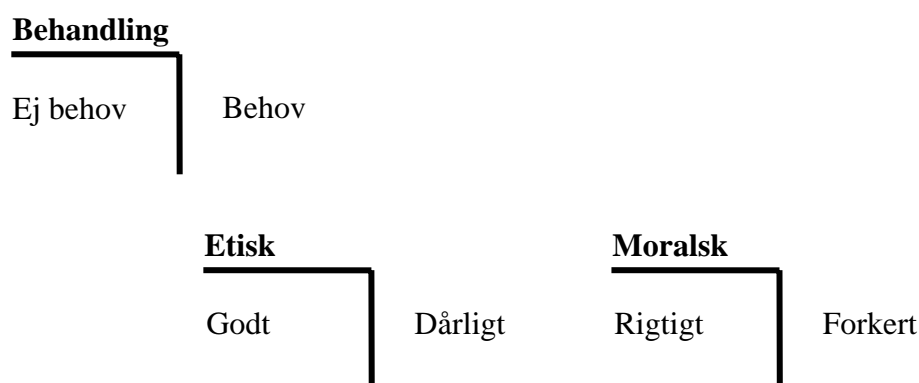 Behandling
Ej behov Behov
Etisk Moralsk
Godt Dårligt Rigtigt Forkert